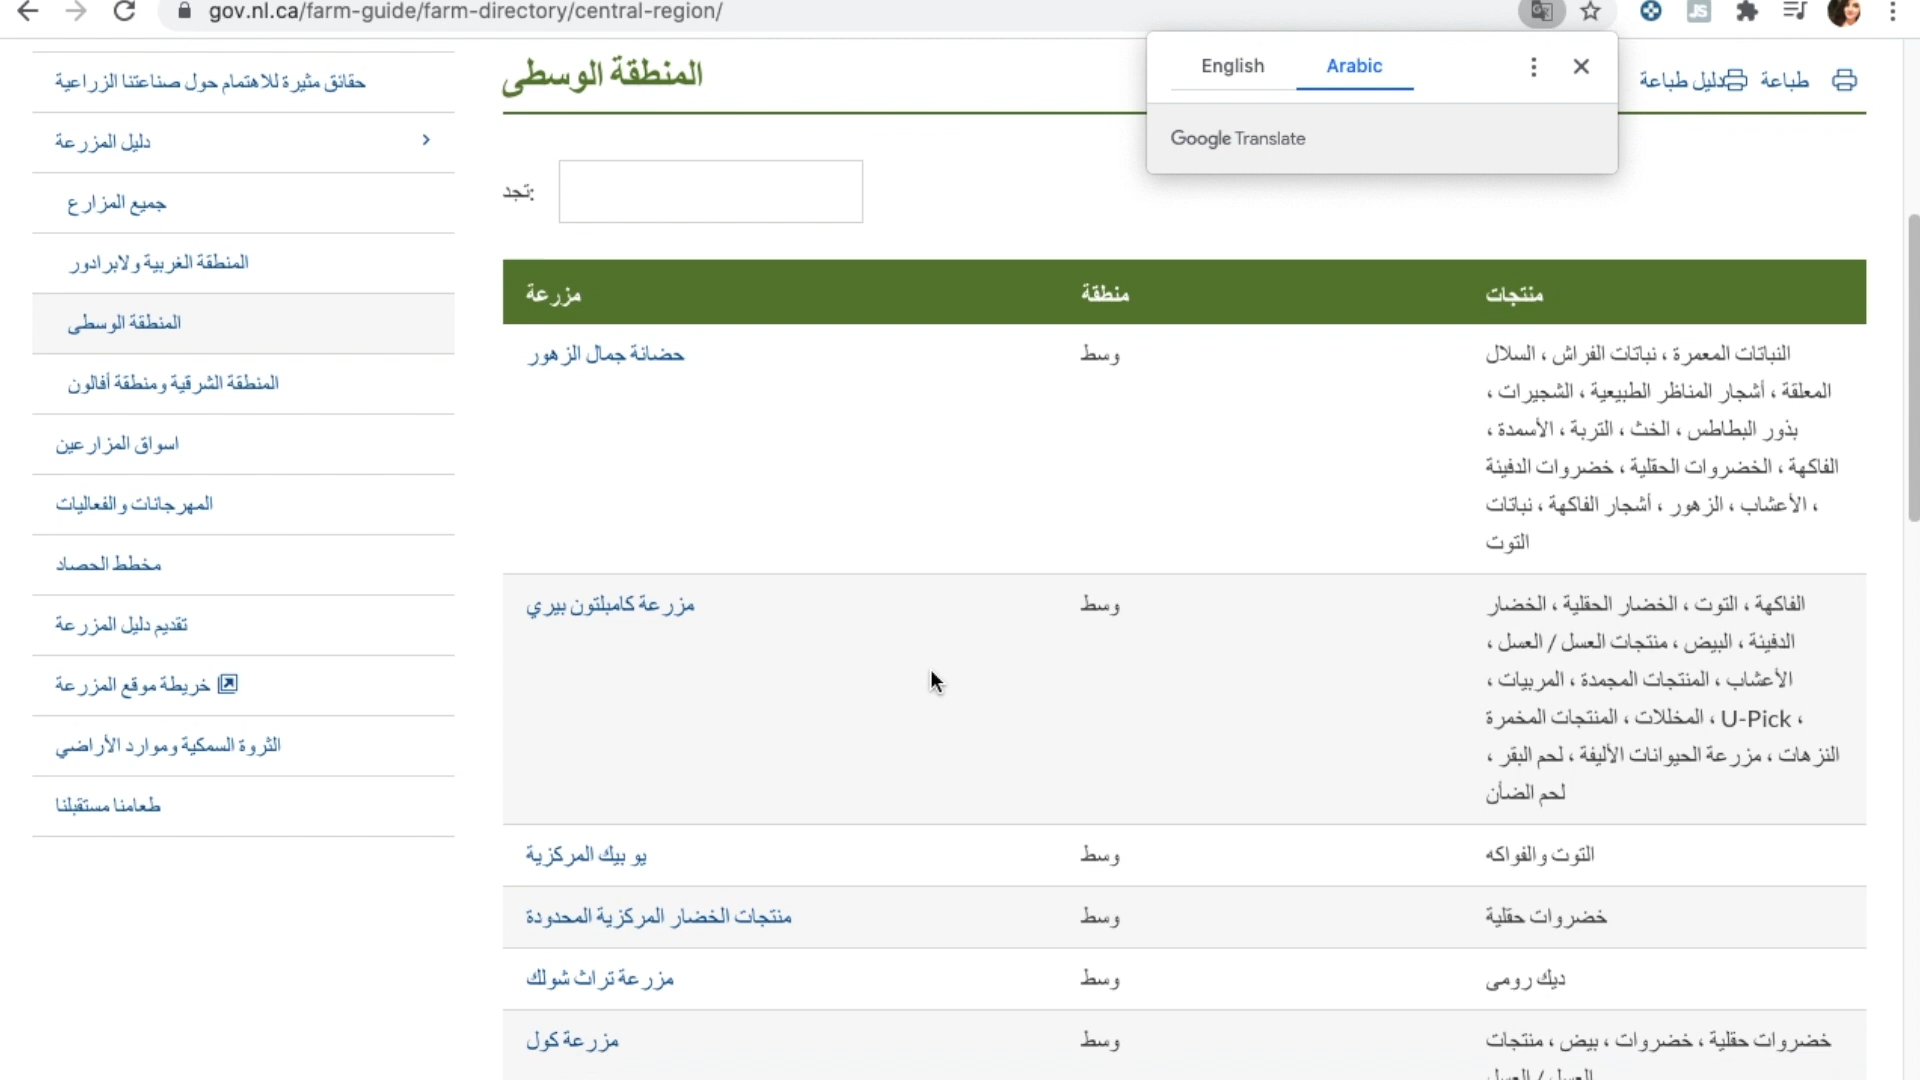 gov.nl.ca/farm-guide/farm-directory/central-region/
JS
English
Arabic
Google Translate
طباعة
دليل طباعة
حقائق مثيرة للاهتمام حول صناعتنا الزراعية
دليل المزرعة
جميع المزارع
المنطقة الغربية ولابرادور
المنطقة الوسطى
المنطقة الشرقية ومنطقة أفالون
اسواق المزارعين
المهرجانات والفعاليات
مخطط الحصاد
تقديم دليل المزرعة
خريطة موقع المزرعة
الثروة السمكية وموارد الأراضي
طعامنا مستقبلنا
المنطقة الوسطى
تجد:
مزرعة
منطقة
منتجات
حضانة جمال الزهور
وسط
النباتات المعمرة ، نباتات الفراش ، السلال
المعلقة ، أشجار المناظر الطبيعية ، الشجيرات ،
بذور البطاطس ، الخث ، التربة ، الأسمدة ،
الفاكهة ، الخضروات الحقلية ، خضروات الدفيئة
، الأعشاب ، الزهور ، أشجار الفاكهة ، نباتات
التوت
مزرعة كامبلتون بيري
وسط
الفاكهة ، التوت ، الخضار الحقلية ، الخضار
الدفيئة ، البيض ، منتجات العسل / العسل ،
الأعشاب ، المنتجات المجمدة ، المربيات ،
، U-Pick ، المخللات ، المنتجات المخمرة
النزهات ، مزرعة الحيوانات الأليفة ، لحم البقر ،
لحم الضأن
يو بيك المركزية
وسط
التوت والفواكه
منتجات الخضار المركزية المحدودة
وسط
خضروات حقلية
مزرعة تراث شولك
وسط
ديك رومى
مزرعة كول
وسط
خضروات حقلية ، خضروات ، بيض ، منتجات
العسل / العسل